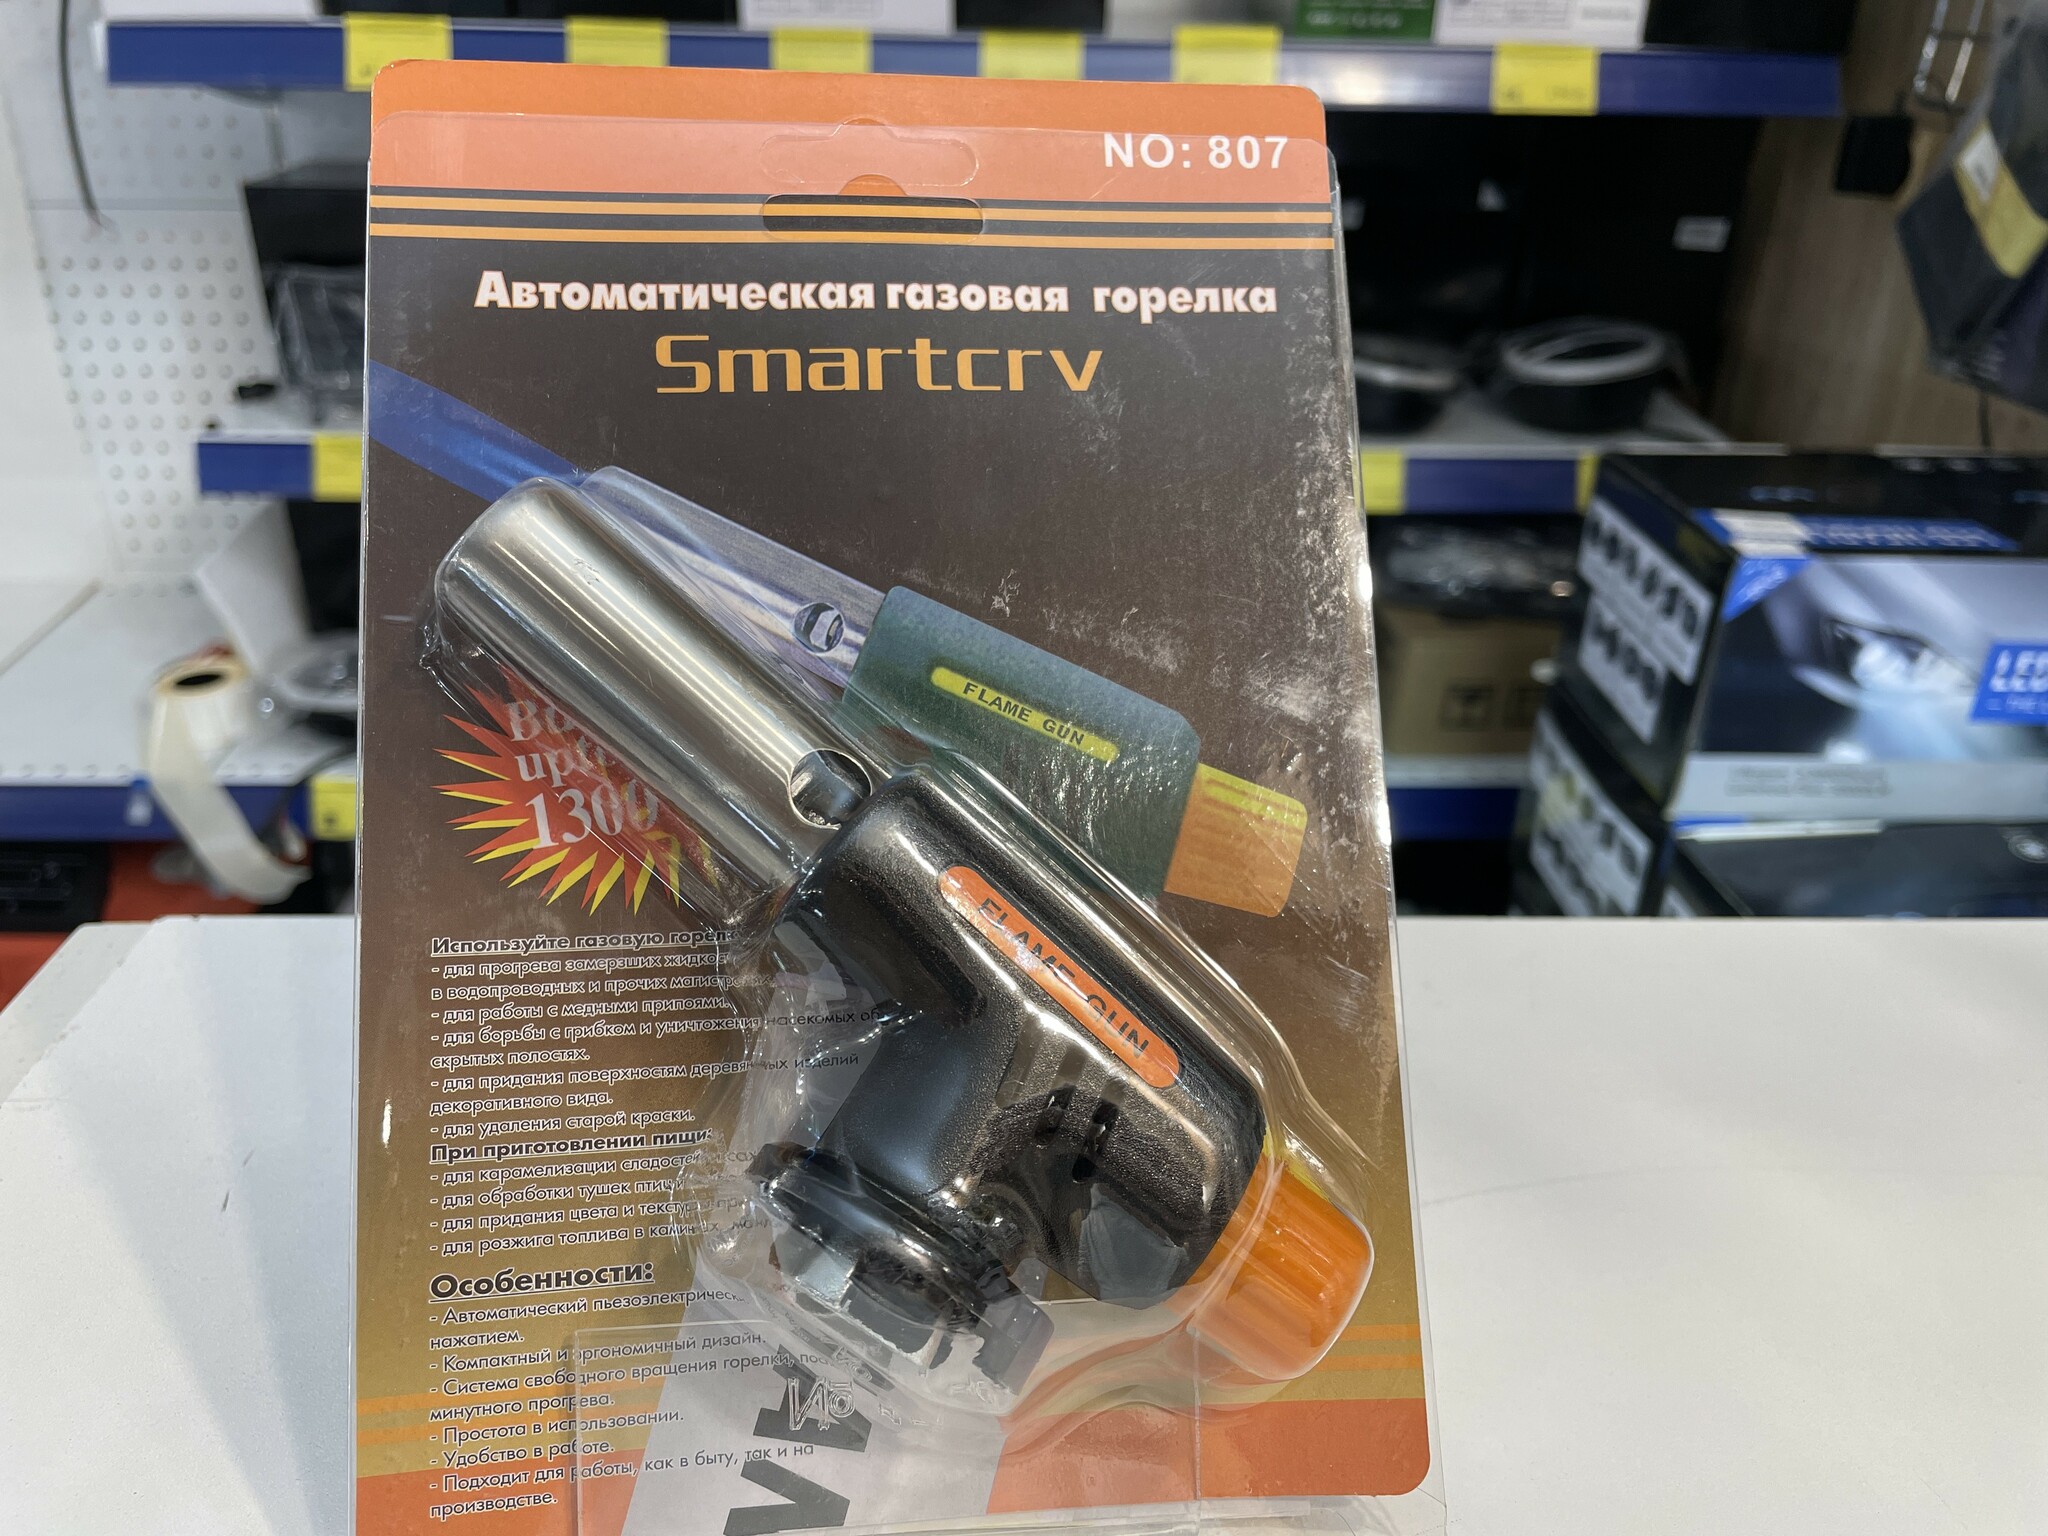 NO: 807
Автоматическая газовая горелка
Smartcrv
FLAME GUN
1300
FLAME GUN
Используйте газовую
- для прогрева замерзших
в водопроводных и прочих
- для работы с медными припоями.
- для борьбы с грибком и уничтожения насекомых
скрытых полостях.
- для придания поверхностям деревянных изделий
декоративного вида.
- для удаления старой краски.
При приготовлении пищи:
- для карамелизации сладостей и
- для обработки тушек птиц и
- для придания цвета и текстуры
- для розжига топлива в каминах,
Особенности:
- Автоматический
нажатием.
- Компактный и эргономичный дизайн.
- Система свободного вращения горелки,
минутного прогрева.
- Простота в использовании.
- Удобство в работе.
- Подходит для работы, как в быту, так и на
производстве.
LED